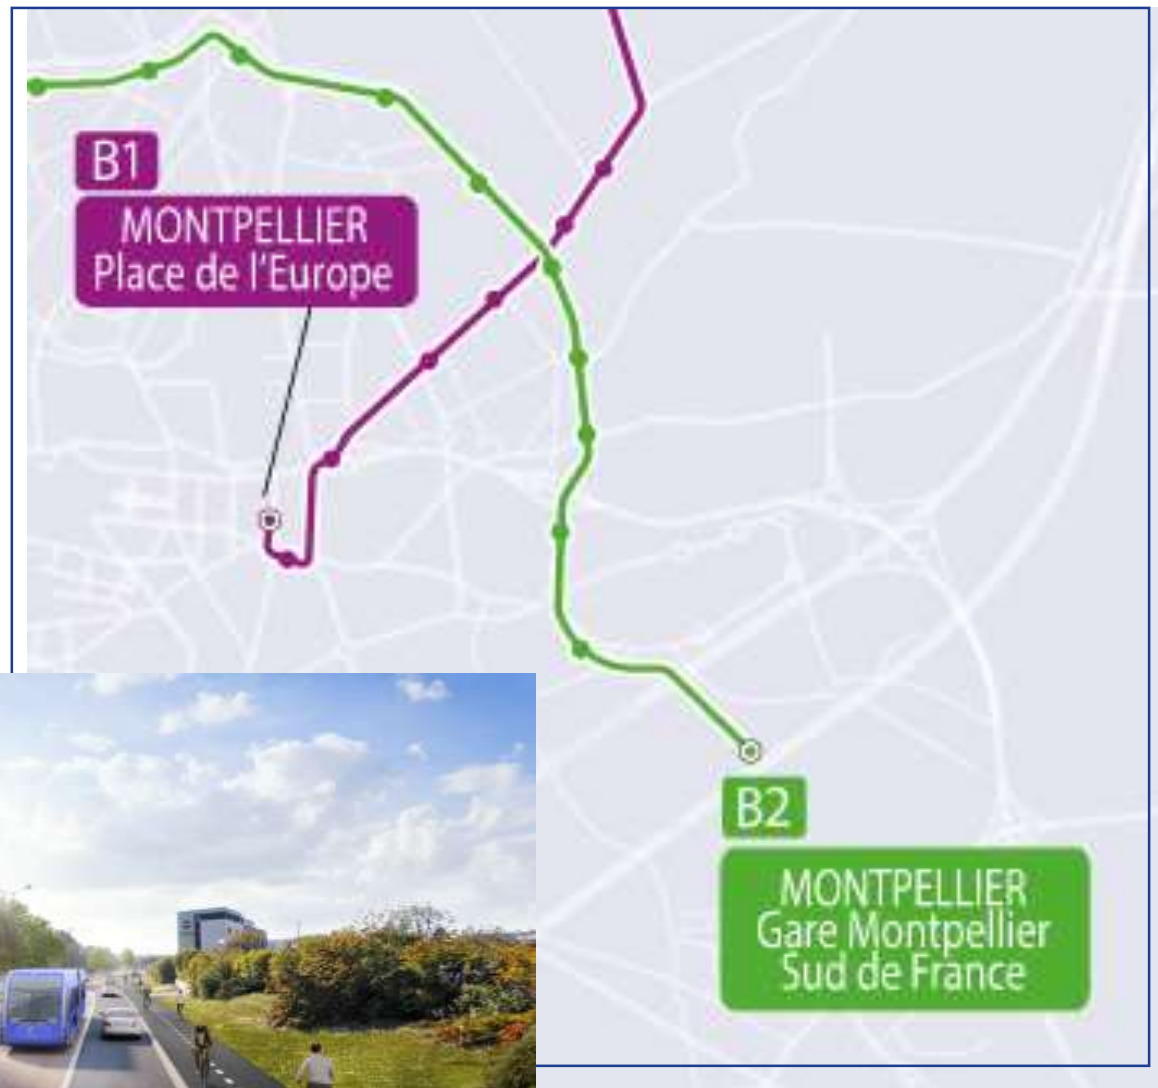 B1
MONTPELLIER
Place de l'Europe
B2
MONTPELLIER
Gare Montpellier
Sud de France